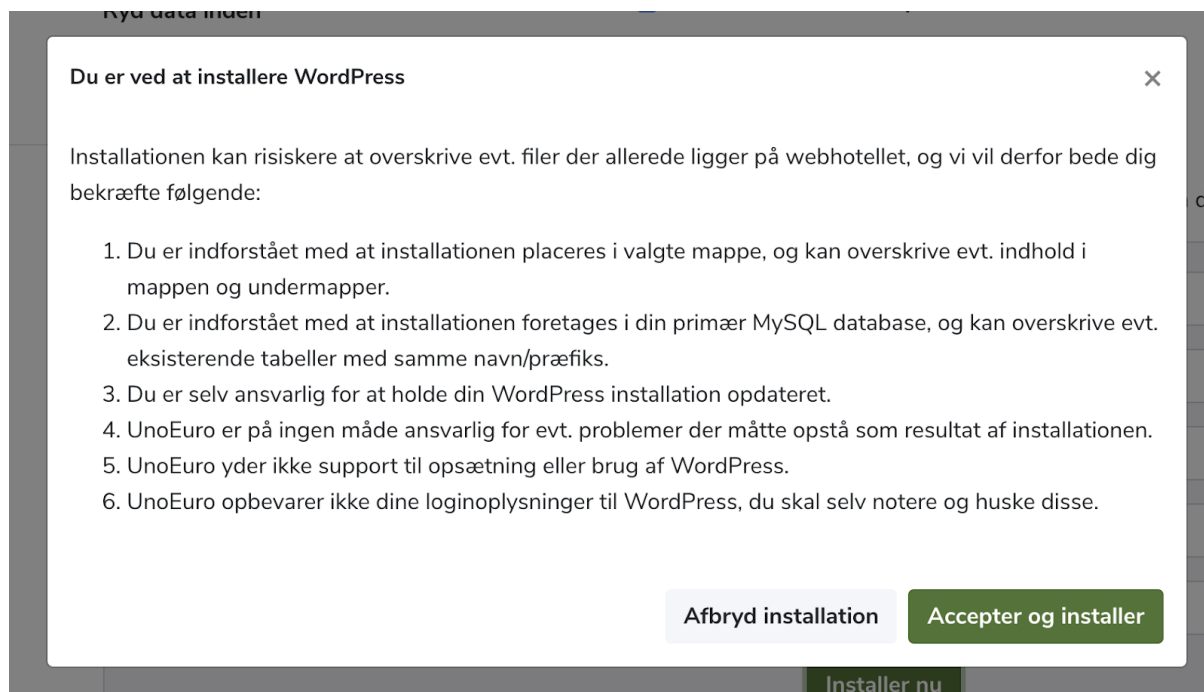 Ryd data inden
Du er ved at installere WordPress
×
Installationen kan risiskere at overskrive evt. filer der allerede ligger på webhotellet, og vi vil derfor bede dig
bekræfte følgende:
1. Du er indforstået med at installationen placeres i valgte mappe, og kan overskrive evt. indhold i
mappen og undermapper.
2. Du er indforstået med at installationen foretages i din primær MySQL database, og kan overskrive evt.
eksisterende tabeller med samme navn/præfiks.
3. Du er selv ansvarlig for at holde din WordPress installation opdateret.
4. UnoEuro er på ingen måde ansvarlig for evt. problemer der måtte opstå som resultat af installationen.
5. UnoEuro yder ikke support til opsætning eller brug af WordPress.
6. UnoEuro opbevarer ikke dine loginoplysninger til WordPress, du skal selv notere og huske disse.
Afbryd installation
Accepter og installer
Installer nu